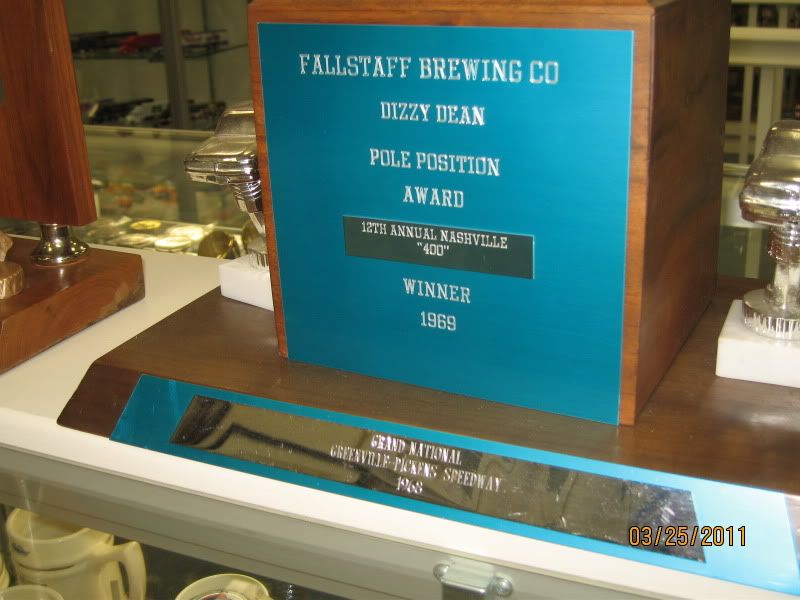 FALLSTAFF BREWING CO
DIZZY DEAN
POLE POSITION
AWARD
12TH ANNUAL NASHVILLE
"400"
WINNER
1969
GRAND NATIONAL
GREENVILLE PICKENS SPEEDWAY
1968
03/25/2011